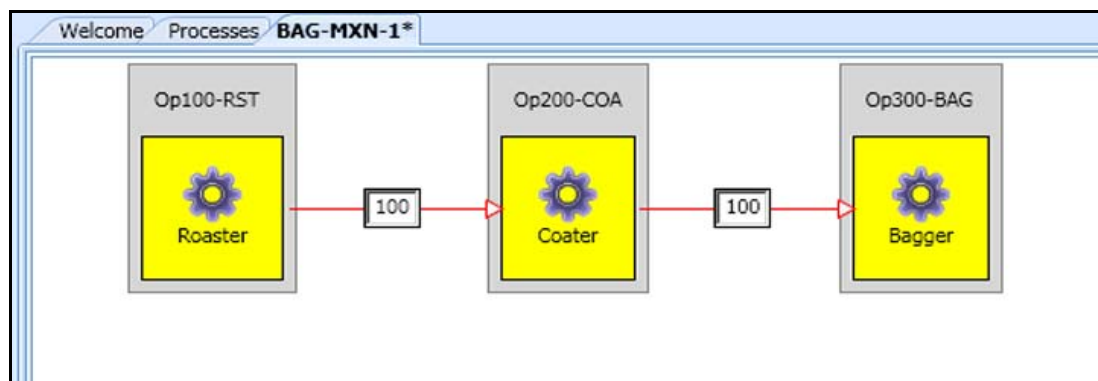 Welcome Processes BAG-MXN-1*
Op100-RST Op200-COA Op300-BAG
100 100
Roaster Coater Bagger